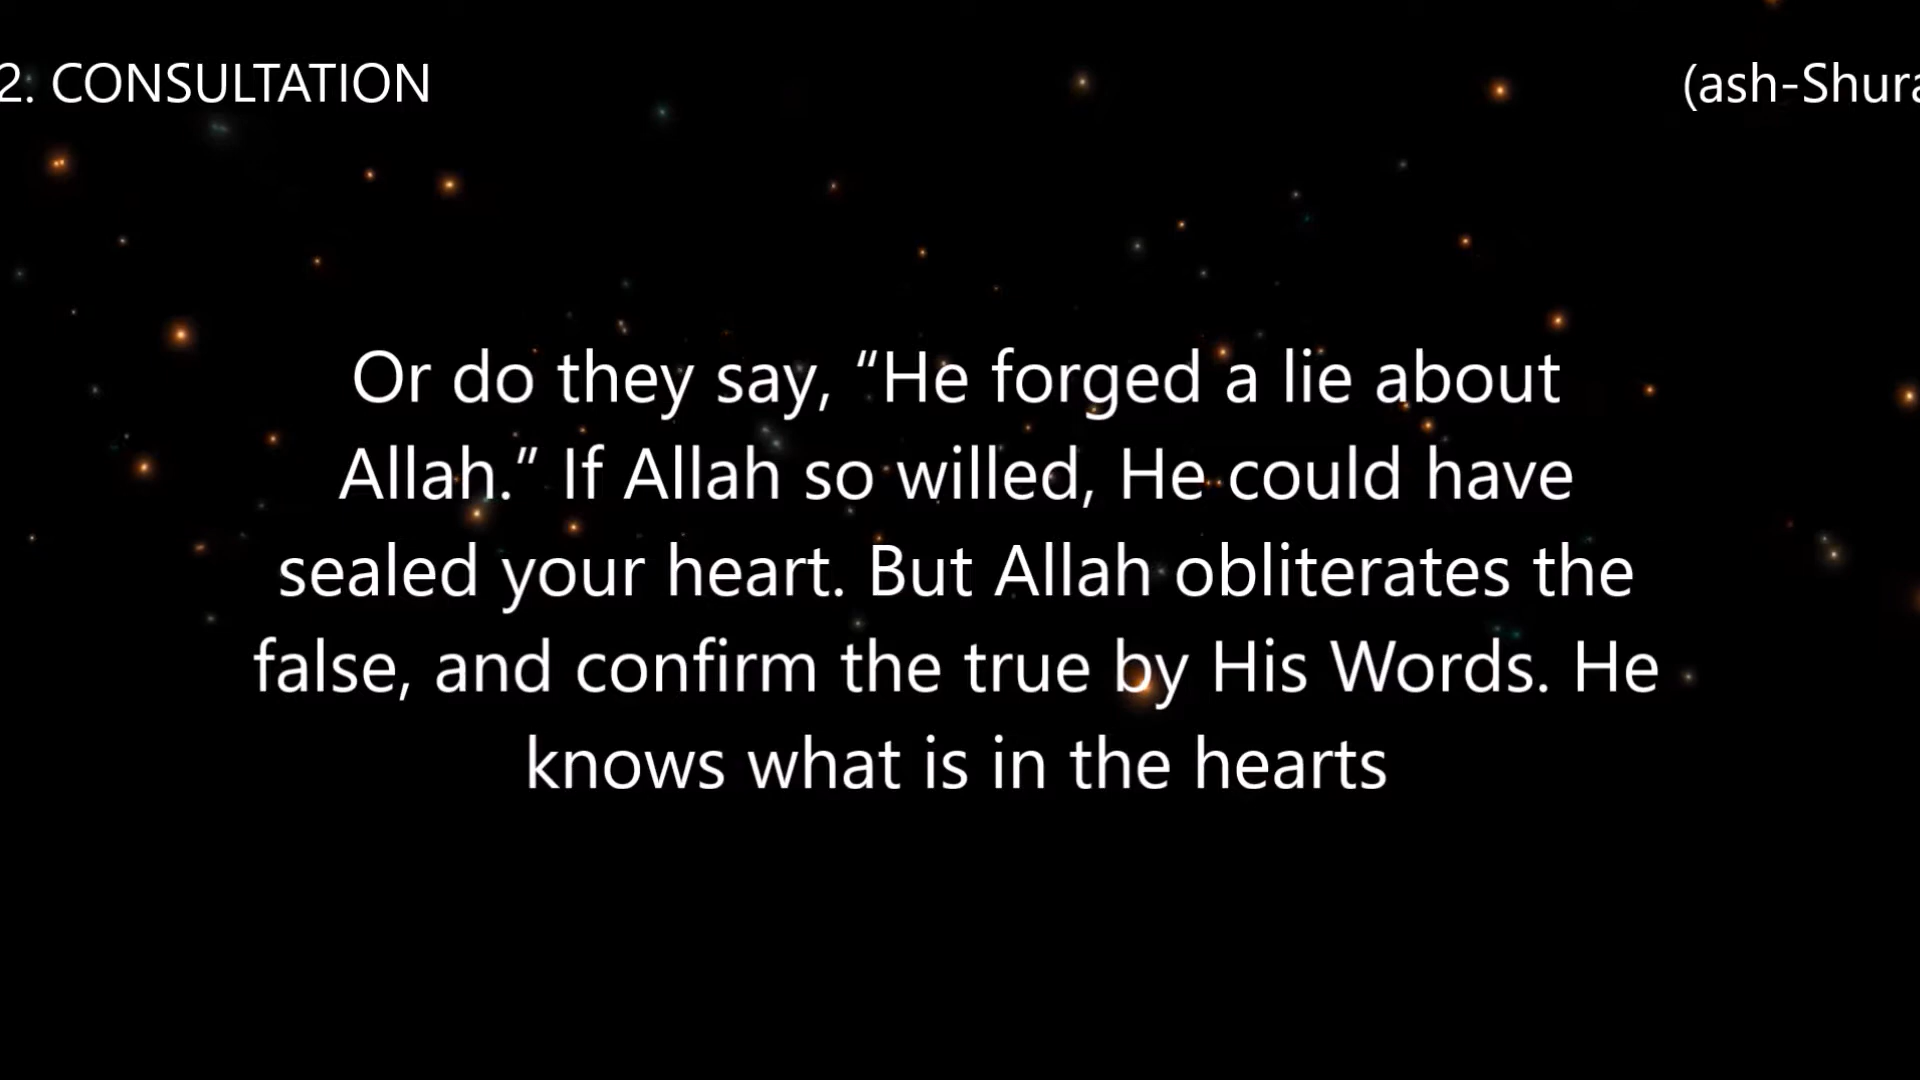 2. CONSULTATION (ash-Shura
Or do they say, “He forged a lie about
Allah.” If Allah so willed, He could have
sealed your heart. But Allah obliterates the
false, and confirm the true by His Words. He
knows what is in the hearts